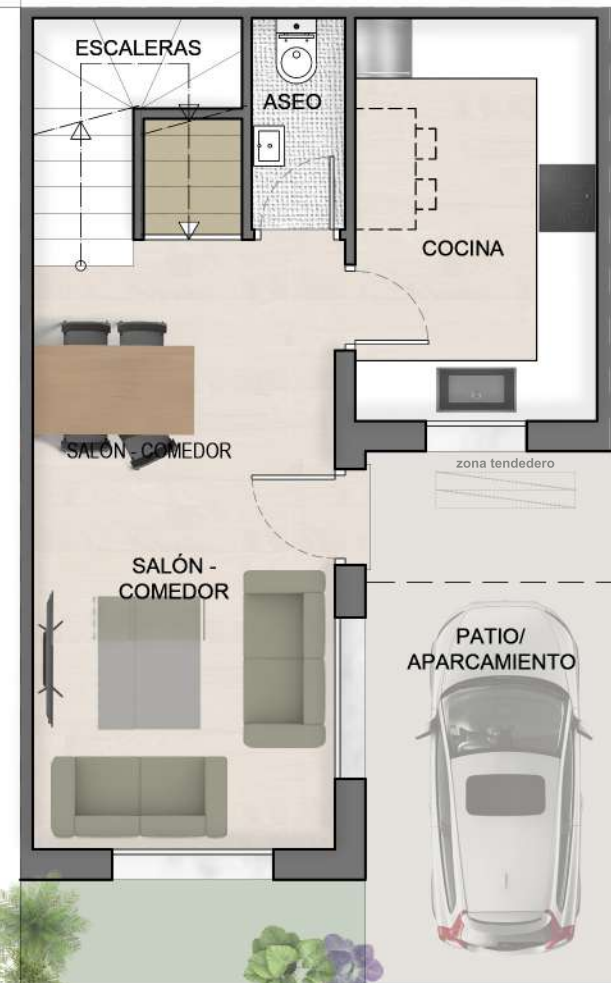 ESCALERAS
ASEO
COCINA
SALÓN - COMEDOR
zona tendedero
SALÓN -
COMEDOR
PATIO/
APARCAMIENTO